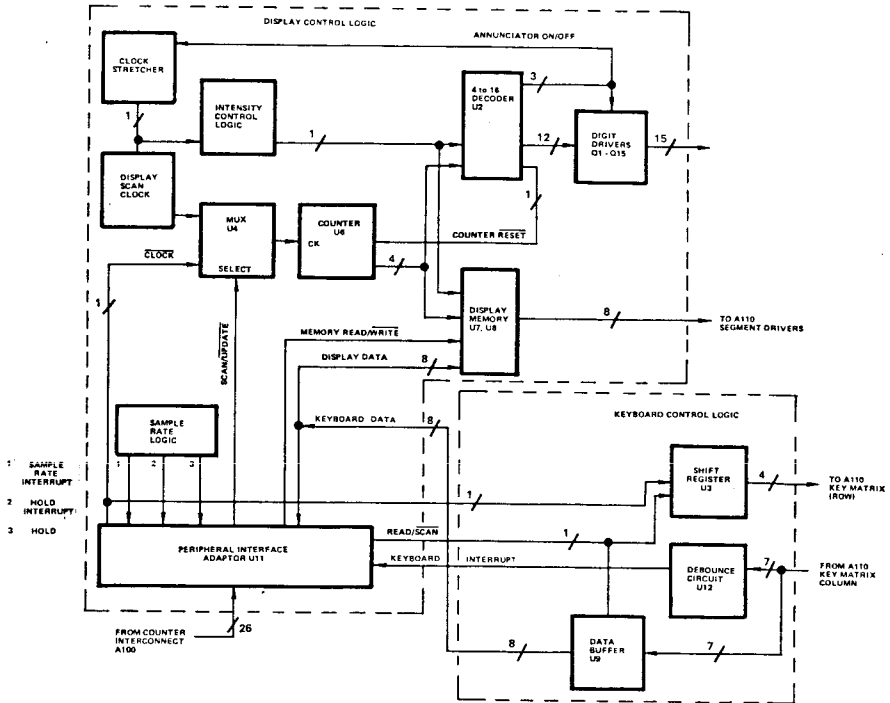 DISPLAY CONTROL LOGIC
ANNUNCIATOR ON/OFF
CLOCK
STRETCHER
1
INTENSITY
CONTROL
LOGIC
1
4 to 16
DECODER
U2
3
12
1
DIGIT
DRIVERS
Q1 - Q15
15
DISPLAY
SCAN
CLOCK
MUX
U4
SELECT
COUNTER
U6
CK
COUNTER RESET
4
CLOCK
1
SCAN/UPDATE
DISPLAY
MEMORY
U7, U8
8
TO A110
SEGMENT DRIVERS
MEMORY READ/WRITE
DISPLAY DATA
8
KEYBOARD DATA
8
SAMPLE
RATE
LOGIC
1 2 3
1 SAMPLE
RATE
INTERRUPT
2 HOLD
INTERRUPT
3 HOLD
PERIPHERAL INTERFACE
ADAPTOR U11
FROM COUNTER
INTERCONNECT
A100
26
KEYBOARD CONTROL LOGIC
1
SHIFT
REGISTER
U3
4
TO A110
KEY MATRIX
(ROW)
READ/SCAN
1
KEYBOARD INTERRUPT
DEBOUNCE
CIRCUIT
U12
7
FROM A110
KEY MATRIX
COLUMN
8
DATA
BUFFER
U9
7